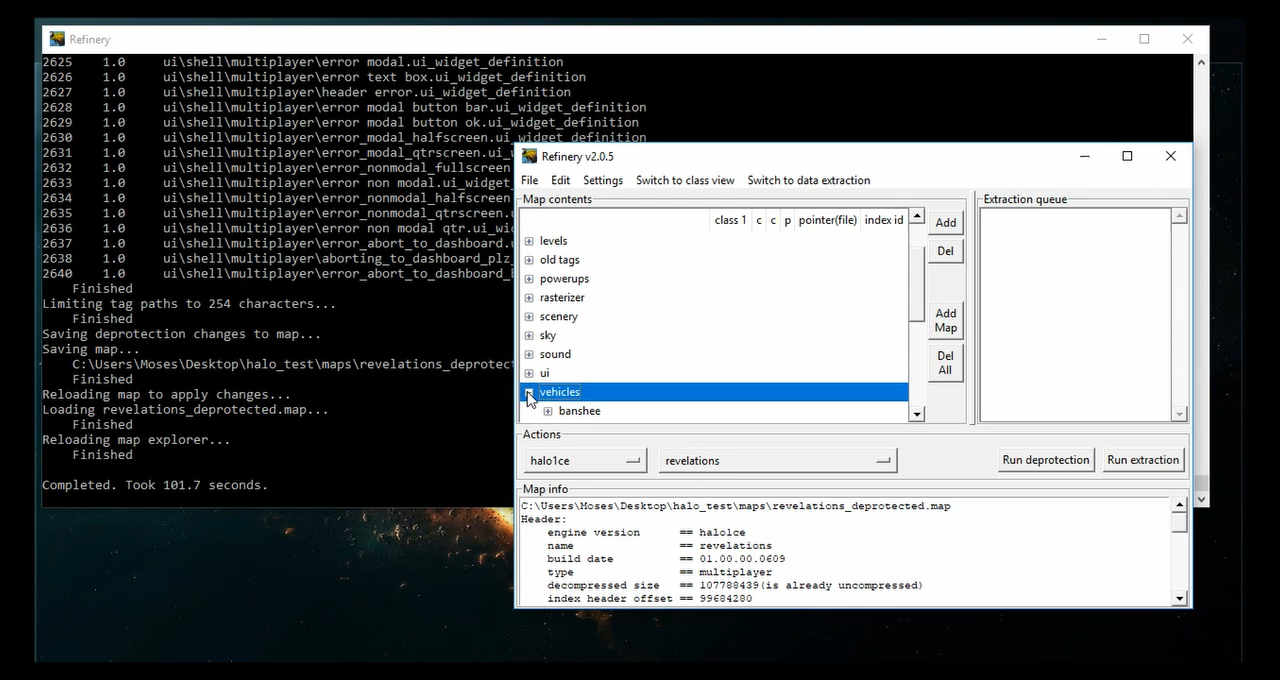 Refinery
2625 1.0 ui\shell\multiplayer\error modal.ui_widget_definition
2626 1.0 ui\shell\multiplayer\error text box.ui_widget_definition
2627 1.0 ui\shell\multiplayer\header error.ui_widget_definition
2628 1.0 ui\shell\multiplayer\error modal button bar.ui_widget_definition
2629 1.0 ui\shell\multiplayer\error modal button ok.ui_widget_definition
2630 1.0 ui\shell\multiplayer\error_modal_halfscreen.ui_widget_definition
2631 1.0 ui\shell\multiplayer\error_modal_qtrscreen.ui_w
2632 1.0 ui\shell\multiplayer\error_nonmodal_fullscreen
2633 1.0 ui\shell\multiplayer\error non modal.ui_widget_
2634 1.0 ui\shell\multiplayer\error_nonmodal_halfscreen
2635 1.0 ui\shell\multiplayer\error_nonmodal_qtrscreen.
2636 1.0 ui\shell\multiplayer\error non modal qtr.ui_wid
2637 1.0 ui\shell\multiplayer\error_abort_to_dashboard.u
2638 1.0 ui\shell\multiplayer\aborting_to_dashboard_plz_
2640 1.0 ui\shell\multiplayer\error_abort_to_dashboard_b
Finished
Limiting tag paths to 254 characters...
Finished
Saving deprotection changes to map...
Saving map...
C:\Users\Moses\Desktop\halo_test\maps\revelations_deprotect
Finished
Reloading map to apply changes...
Loading revelations_deprotected.map...
Finished
Reloading map explorer...
Finished
Completed. Took 101.7 seconds.
Refinery v2.0.5
File Edit Settings Switch to class view Switch to data extraction
Map contents
class 1 c c p pointer(file) index id
levels
old tags
powerups
rasterizer
scenery
sky
sound
ui
vehicles
banshee
Add
Del
Add
Map
Del
All
Extraction queue
Actions
halo1ce revelations Run deprotection Run extraction
Map info
C:\Users\Moses\Desktop\halo_test\maps\revelations_deprotected.map
Header:
engine version == halo1ce
name == revelations
build date == 01.00.00.0609
type == multiplayer
decompressed size == 107788439(is already uncompressed)
index header offset == 99684280